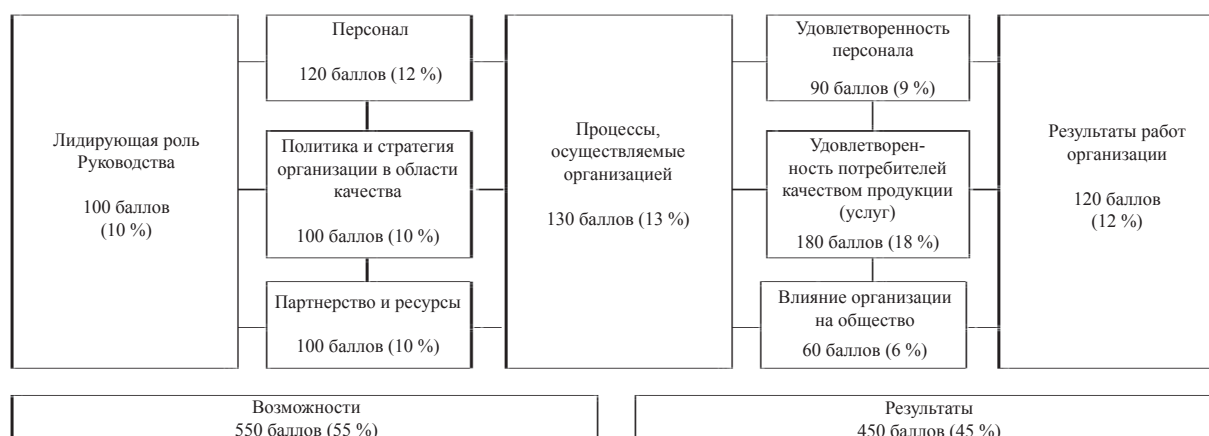 Лидирующая роль
Руководства
100 баллов
(10 %)
Персонал
120 баллов (12 %)
Политика и стратегия
организации в области
качества
100 баллов (10 %)
Партнерство и ресурсы
100 баллов (10 %)
Процессы,
осуществляемые
организацией
130 баллов (13 %)
Удовлетворенность
персонала
90 баллов (9 %)
Удовлетворен-
ность потребителей
качеством продукции
(услуг)
180 баллов (18 %)
Влияние организации
на общество
60 баллов (6 %)
Результаты работ
организации
120 баллов
(12 %)
Возможности
550 баллов (55 %)
Результаты
450 баллов (45 %)